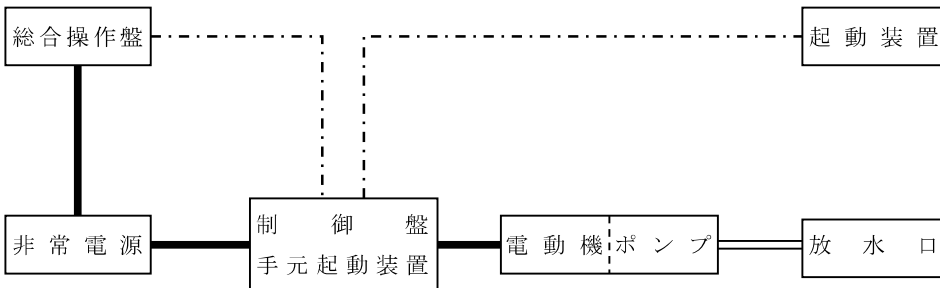 総合操作盤
起動装置
非常電源
制御盤
手元起動装置
電動機
ポンプ
放水口